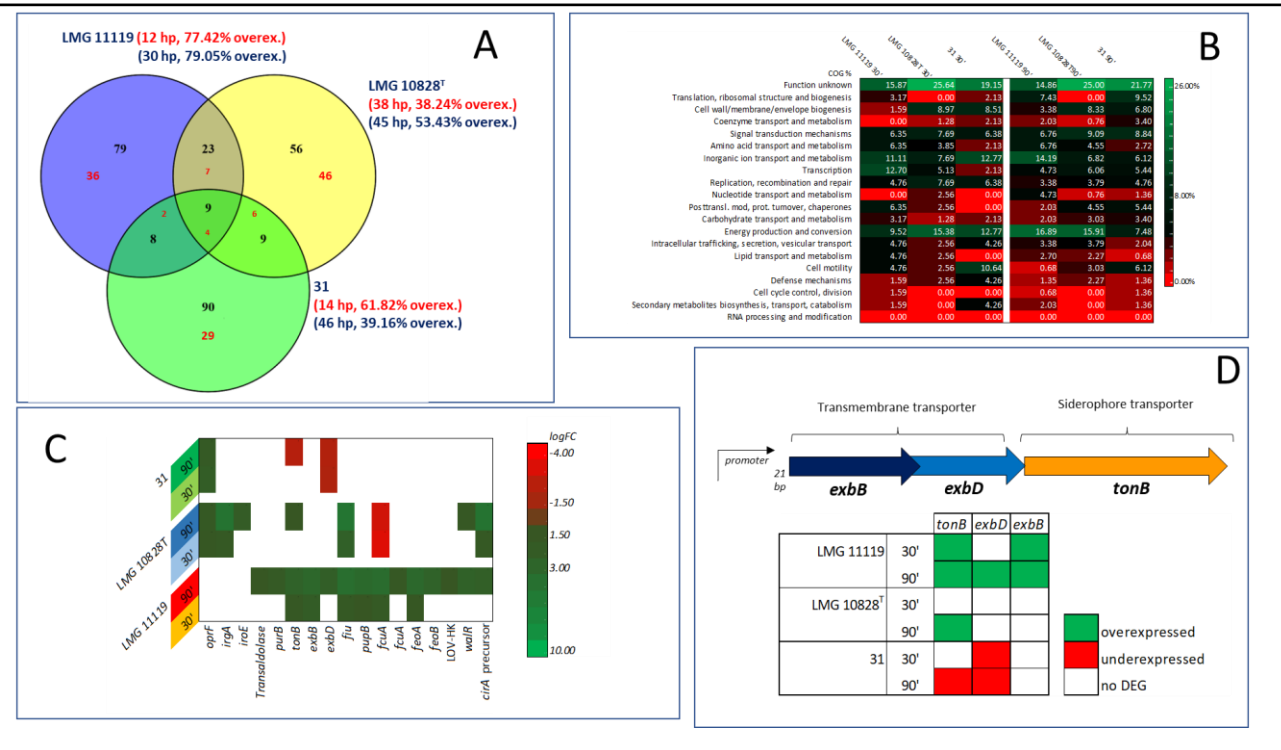 A
LMG 11119 (12 hp, 77.42% overex.)
(30 hp, 79.05% overex.)
LMG 10828T
(38 hp, 38.24% overex.)
(45 hp, 53.43% overex.)
79
23
56
36
7
46
9
2
6
4
8
9
31
(14 hp, 61.82% overex.)
(46 hp, 39.16% overex.)
90
29
B
LMG 11119 30'
LMG 10828T 30'
31 30'
LMG 11119 90'
LMG 10828T 90'
31 90'
COG %
Function unknown 15.87 25.64 19.15 14.86 25.00 21.77
Translation, ribosomal structure and biogenesis 3.17 0.00 2.13 7.43 0.00 9.52
Cell wall/membrane/envelope biogenesis 1.59 8.97 8.51 3.38 8.33 6.80
Coenzyme transport and metabolism 0.00 1.28 2.13 2.03 0.76 3.40
Signal transduction mechanisms 6.35 7.69 6.38 6.76 9.09 8.84
Amino acid transport and metabolism 6.35 3.85 2.13 6.76 4.55 2.72
Inorganic ion transport and metabolism 11.11 7.69 12.77 14.19 6.82 6.12
Transcription 12.70 5.13 2.13 4.73 6.06 5.44
Replication, recombination and repair 4.76 7.69 6.38 3.38 3.79 4.76
Nucleotide transport and metabolism 0.00 2.56 0.00 4.73 0.76 1.36
Posttransl. mod, prot. turnover, chaperones 6.35 2.56 0.00 2.03 4.55 5.44
Carbohydrate transport and metabolism 3.17 1.28 2.13 2.03 3.03 3.40
Energy production and conversion 9.52 15.38 12.77 16.89 15.91 7.48
Intracellular trafficking, secretion, vesicular transport 4.76 2.56 4.26 3.38 3.79 2.04
Lipid transport and metabolism 4.76 2.56 0.00 2.70 2.27 0.68
Cell motility 4.76 2.56 10.64 0.68 3.03 6.12
Defense mechanisms 1.59 2.56 4.26 1.35 2.27 1.36
Cell cycle control, division 1.59 0.00 0.00 0.68 0.00 1.36
Secondary metabolites biosynthesis, transport, catabolism 1.59 0.00 4.26 2.03 0.00 1.36
RNA processing and modification 0.00 0.00 0.00 0.00 0.00 0.00
26.00%
8.00%
0.00%
C
31
90'
30'
LMG 10828T
90'
30'
LMG 11119
90'
30'
oprF
irgA
iroE
Transaldolase
purB
tonB
exbB
exbD
fiu
pupB
fcuA
fcuA
feoA
feoB
LOV-HK
walR
cirA precursor
logFC
-4.00
-1.50
1.50
3.00
10.00
D
Transmembrane transporter
Siderophore transporter
promoter
21
bp
exbB
exbD
tonB
tonB exbD exbB
LMG 11119 30'
90'
LMG 10828T 30'
90'
31 30'
90'
overexpressed
underexpressed
no DEG